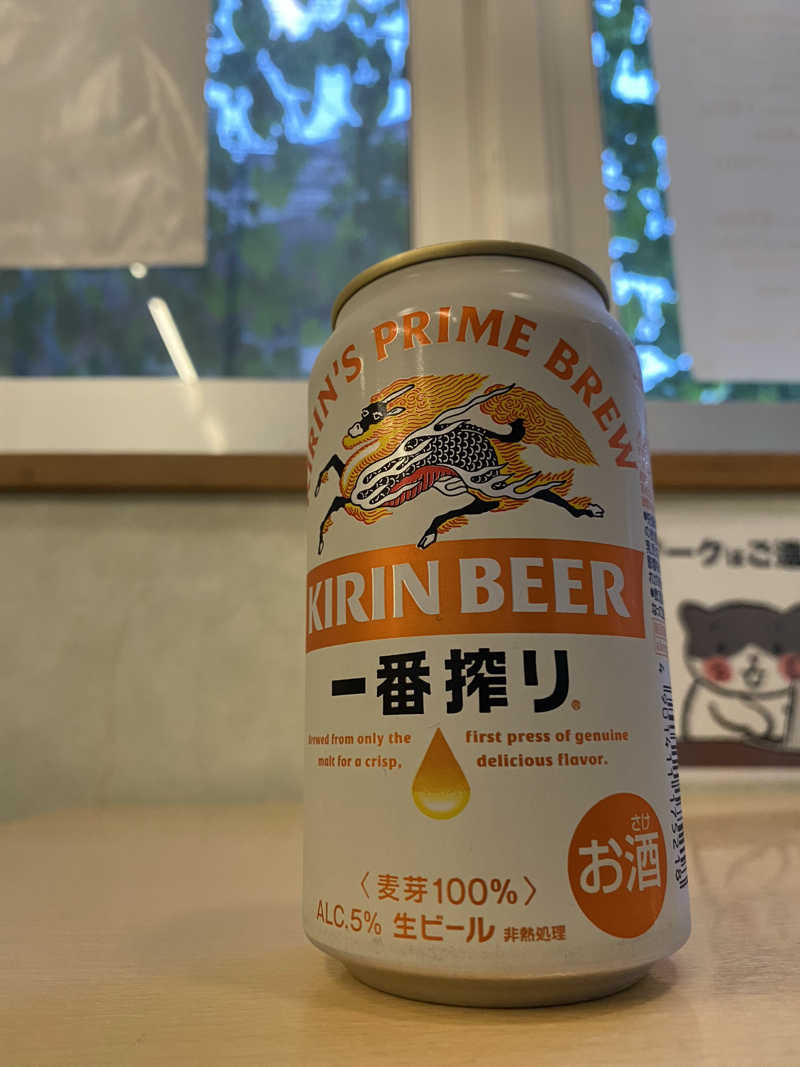 KIRIN'S PRIME BREW
KIRIN BEER
一番搾り®
Brewed from only the first press of genuine
malt for a crisp, delicious flavor.
さけ
お酒
〈麦芽100%〉
ALC.5% 生ビール 非熱処理
ークはご遠